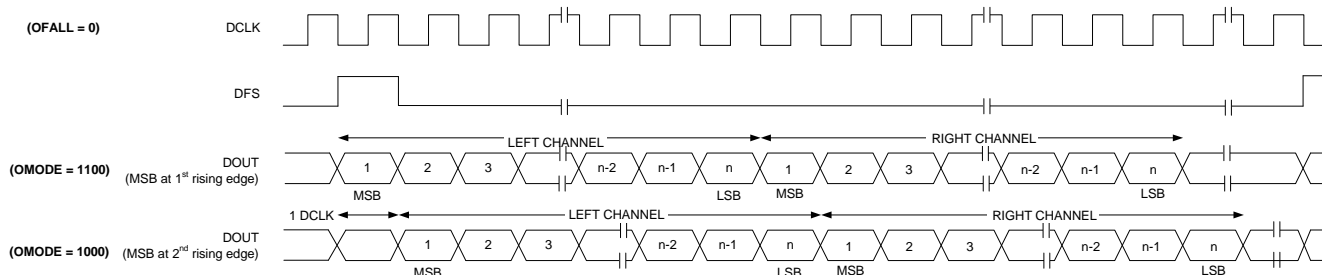 (OFALL = 0) DCLK
DFS
LEFT CHANNEL RIGHT CHANNEL
(OMODE = 1100) DOUT 1 2 3 n-2 n-1 n 1 2 3 n-2 n-1 n
(MSB at 1st rising edge)
MSB LSB MSB LSB
1 DCLK LEFT CHANNEL RIGHT CHANNEL
(OMODE = 1000) DOUT 1 2 3 n-2 n-1 n 1 2 3 n-2 n-1 n
(MSB at 2nd rising edge)
MSB LSB MSB LSB